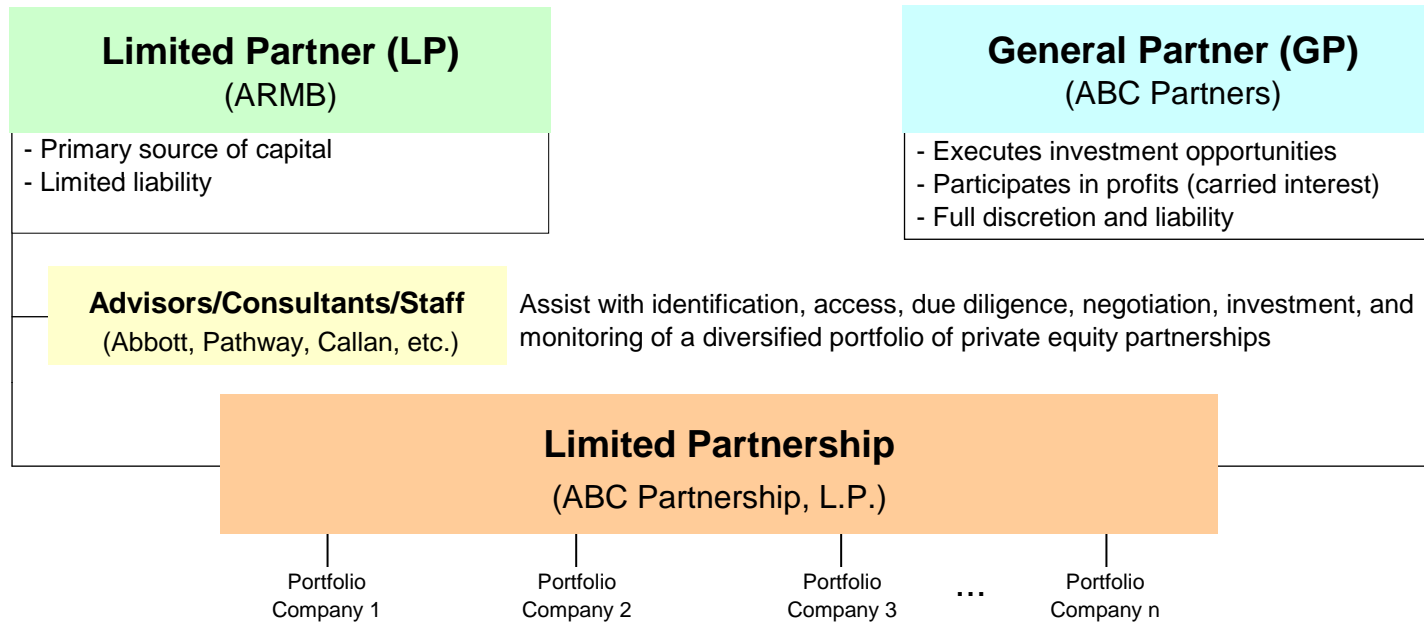 Limited Partner (LP)
(ARMB)
- Primary source of capital
- Limited liability
General Partner (GP)
(ABC Partners)
- Executes investment opportunities
- Participates in profits (carried interest)
- Full discretion and liability
Advisors/Consultants/Staff
(Abbott, Pathway, Callan, etc.)
Assist with identification, access, due diligence, negotiation, investment, and
monitoring of a diversified portfolio of private equity partnerships
Limited Partnership
(ABC Partnership, L.P.)
Portfolio
Company 1
Portfolio
Company 2
Portfolio
Company 3
...
Portfolio
Company n